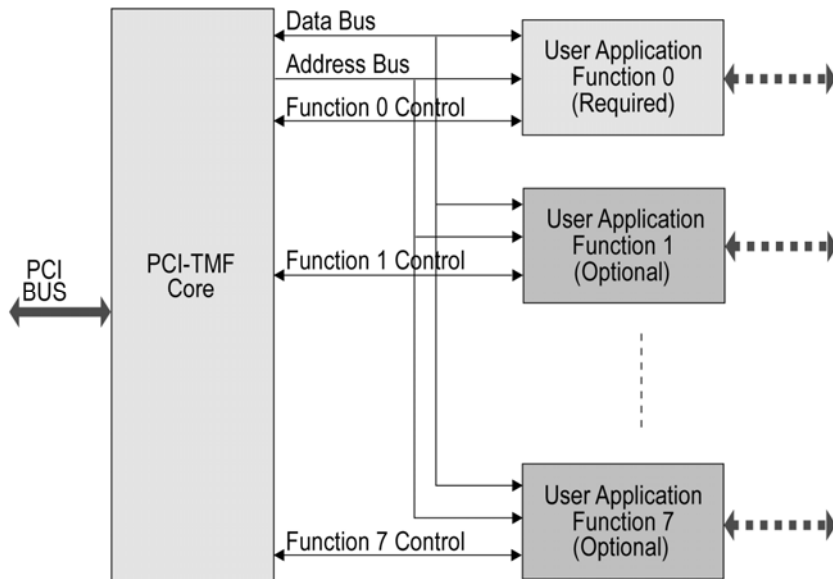 Data Bus
Address Bus
Function 0 Control
User Application
Function 0
(Required)
PCI
BUS
PCI-TMF
Core
Function 1 Control
User Application
Function 1
(Optional)
Function 7 Control
User Application
Function 7
(Optional)